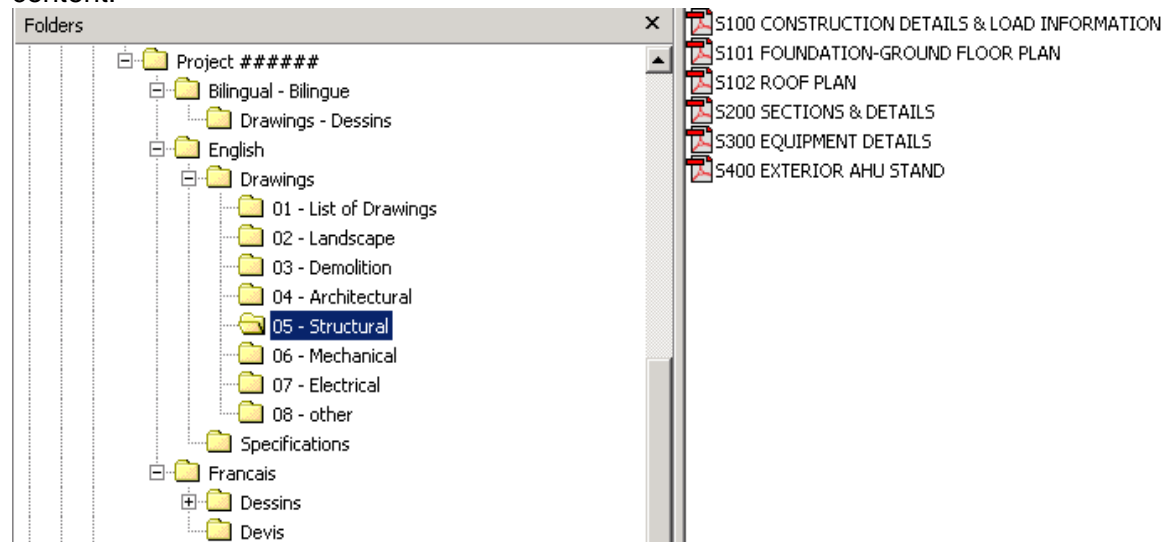 content.
Folders
Project ######
Bilingual - Bilingue
Drawings - Dessins
English
Drawings
01 - List of Drawings
02 - Landscape
03 - Demolition
04 - Architectural
05 - Structural
06 - Mechanical
07 - Electrical
08 - other
Specifications
Francais
Dessins
Devis
S100 CONSTRUCTION DETAILS & LOAD INFORMATION
S101 FOUNDATION-GROUND FLOOR PLAN
S102 ROOF PLAN
S200 SECTIONS & DETAILS
S300 EQUIPMENT DETAILS
S400 EXTERIOR AHU STAND